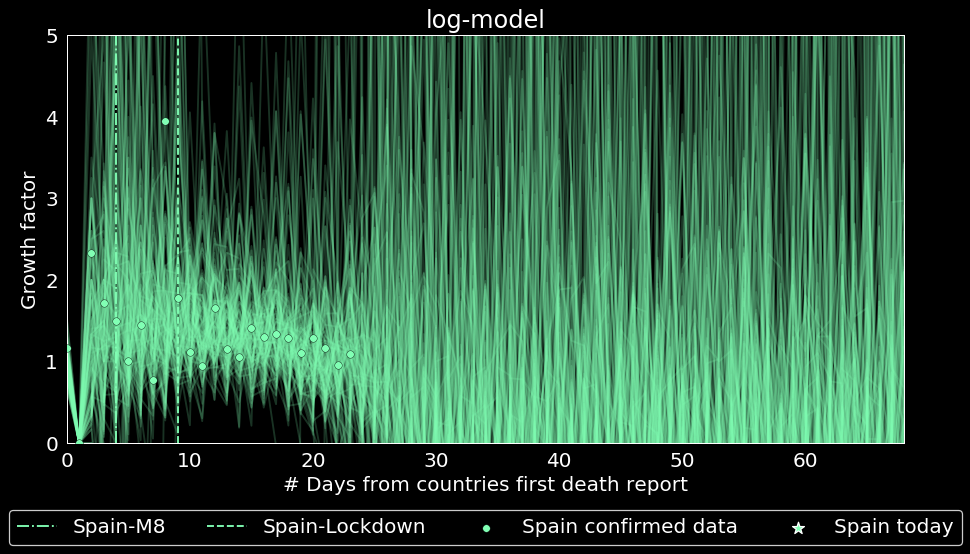 log-model
5
4
3
2
1
0
Growth factor
0 10 20 30 40 50 60
# Days from countries first death report
Spain-M8 Spain-Lockdown Spain confirmed data Spain today